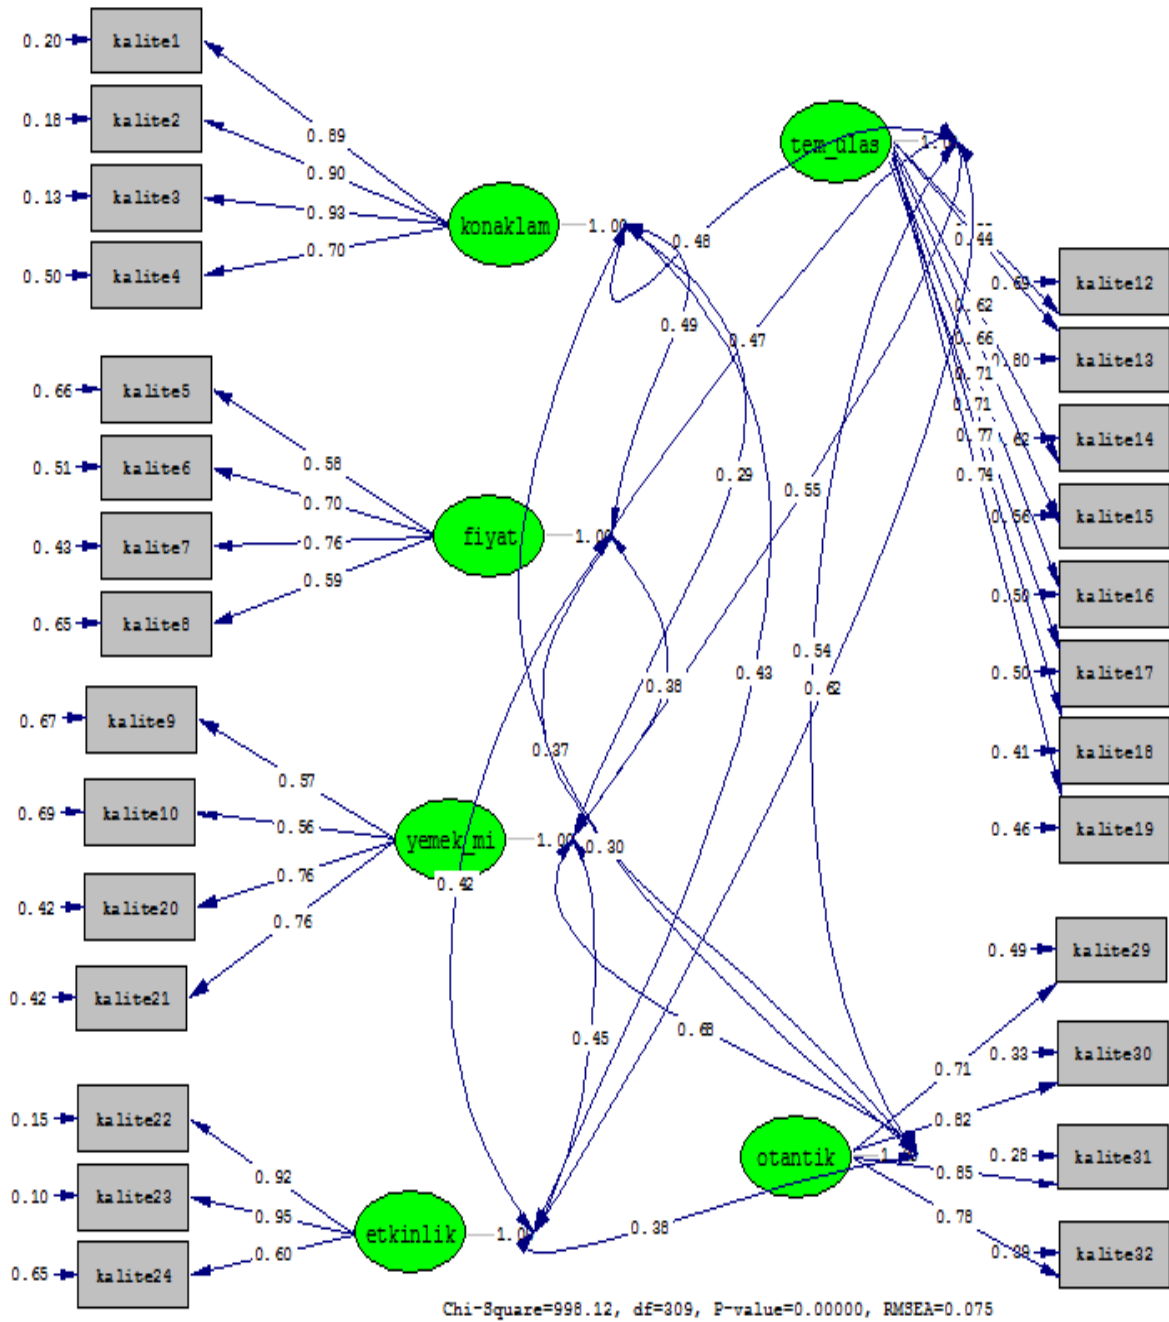 0.20 kalite1
0.18 kalite2
0.13 kalite3
0.50 kalite4
0.89
0.90
0.93
0.70
konaklam 1.00
0.66 kalite5
0.51 kalite6
0.43 kalite7
0.65 kalite8
0.58
0.70
0.76
0.59
fiyat 1.00
0.67 kalite9
0.69 kalite10
0.42 kalite20
0.42 kalite21
0.57
0.56
0.76
0.76
yemek_mi 1.00
0.15 kalite22
0.10 kalite23
0.65 kalite24
0.92
0.95
0.60
etkinlik
tem_ulas
0.48
0.49
0.47
0.29
0.55
0.38
0.43
0.54
0.62
0.37
0.30
0.42
0.45
0.68
0.38
0.44
0.62
0.66
0.71
0.71
0.77
0.74
0.69 kalite12
0.80 kalite13
kalite14
0.56 kalite15
0.50 kalite16
0.50 kalite17
0.41 kalite18
0.46 kalite19
otantik
0.71
0.82
0.85
0.78
0.49 kalite29
0.33 kalite30
0.28 kalite31
kalite32
Chi-Square=998.12, df=309, P-value=0.00000, RMSEA=0.075